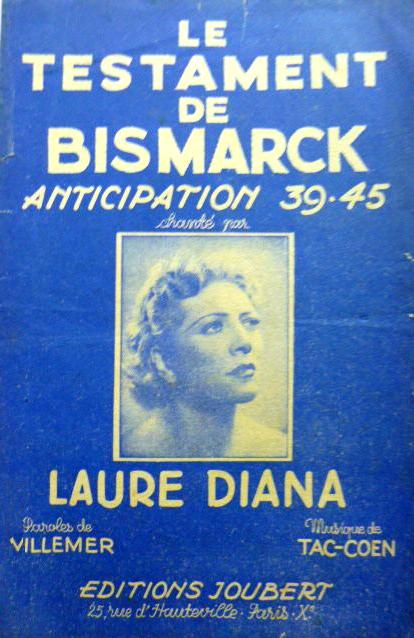 LE
TESTAMENT
DE
BISMARCK
ANTICIPATION 39.45
chanté par
LAURE DIANA
Paroles de
VILLEMER
Musique de
TAC-COEN
EDITIONS JOUBERT
25, rue d'Hauteville. Paris. Xe